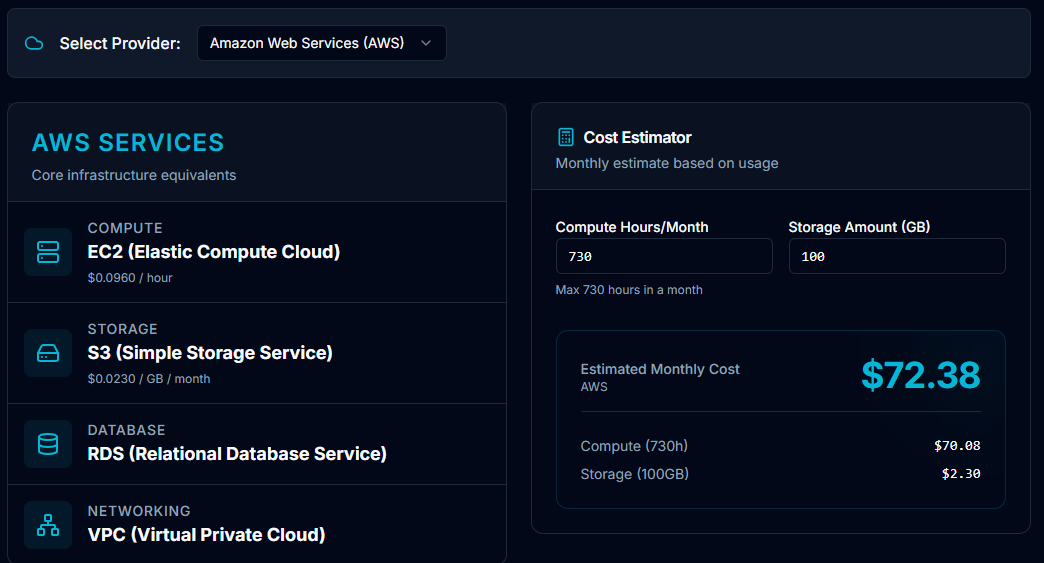 Select Provider: Amazon Web Services (AWS)
AWS SERVICES
Core infrastructure equivalents
COMPUTE
EC2 (Elastic Compute Cloud)
$0.0960 / hour
STORAGE
S3 (Simple Storage Service)
$0.0230 / GB / month
DATABASE
RDS (Relational Database Service)
NETWORKING
VPC (Virtual Private Cloud)
Cost Estimator
Monthly estimate based on usage
Compute Hours/Month
730
Max 730 hours in a month
Storage Amount (GB)
100
Estimated Monthly Cost
AWS
$72.38
Compute (730h) $70.08
Storage (100GB) $2.30